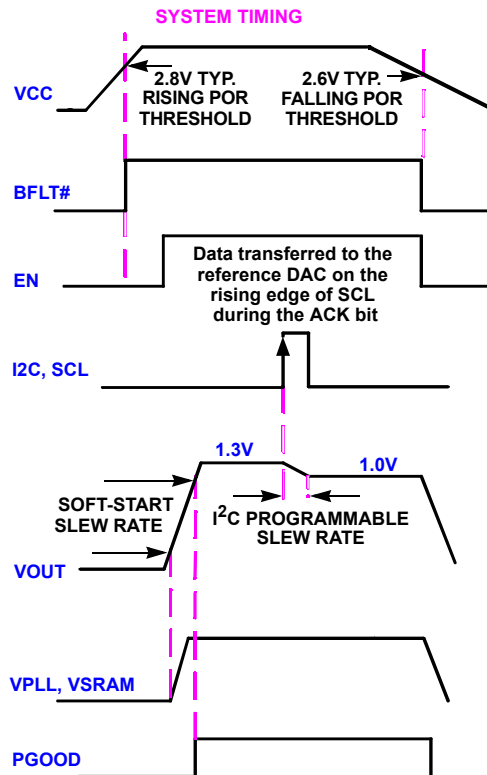 SYSTEM TIMING
VCC
2.8V TYP.
RISING POR
THRESHOLD
2.6V TYP.
FALLING POR
THRESHOLD
BFLT#
EN
Data transferred to the
reference DAC on the
rising edge of SCL
during the ACK bit
I2C, SCL
1.3V
1.0V
SOFT-START
SLEW RATE
I²C PROGRAMMABLE
SLEW RATE
VOUT
VPLL, VSRAM
PGOOD